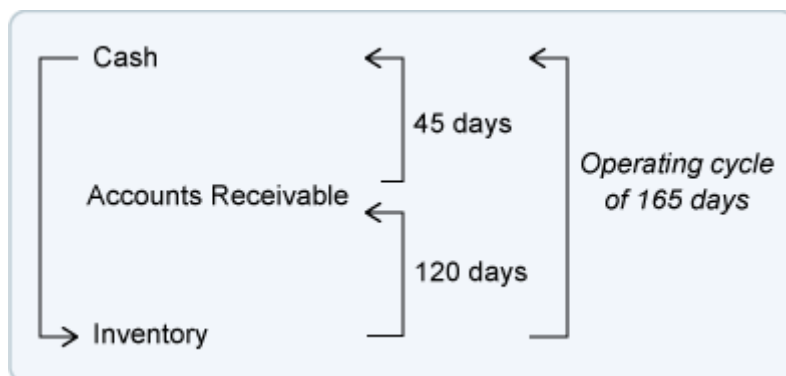 Cash
45 days
Operating cycle
of 165 days
Accounts Receivable
120 days
Inventory